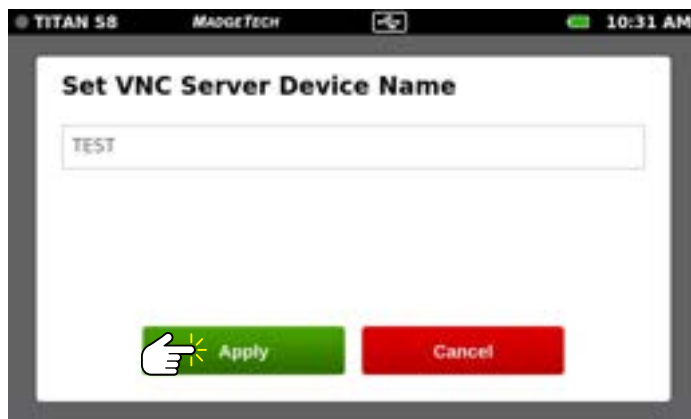 TITAN S8 MADGETECH 10:31 AM
Set VNC Server Device Name
TEST
Apply Cancel